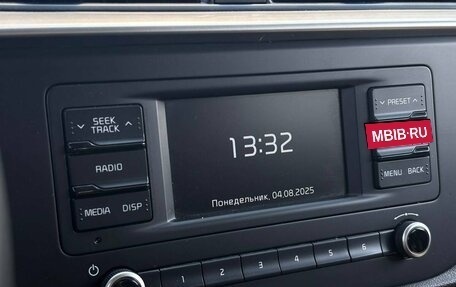 SEEK
TRACK
RADIO
MEDIA DISP
13:32
Понедельник, 04.08.2025
PRESET
MBIB.RU
MENU BACK
1 2 3 4 5 6